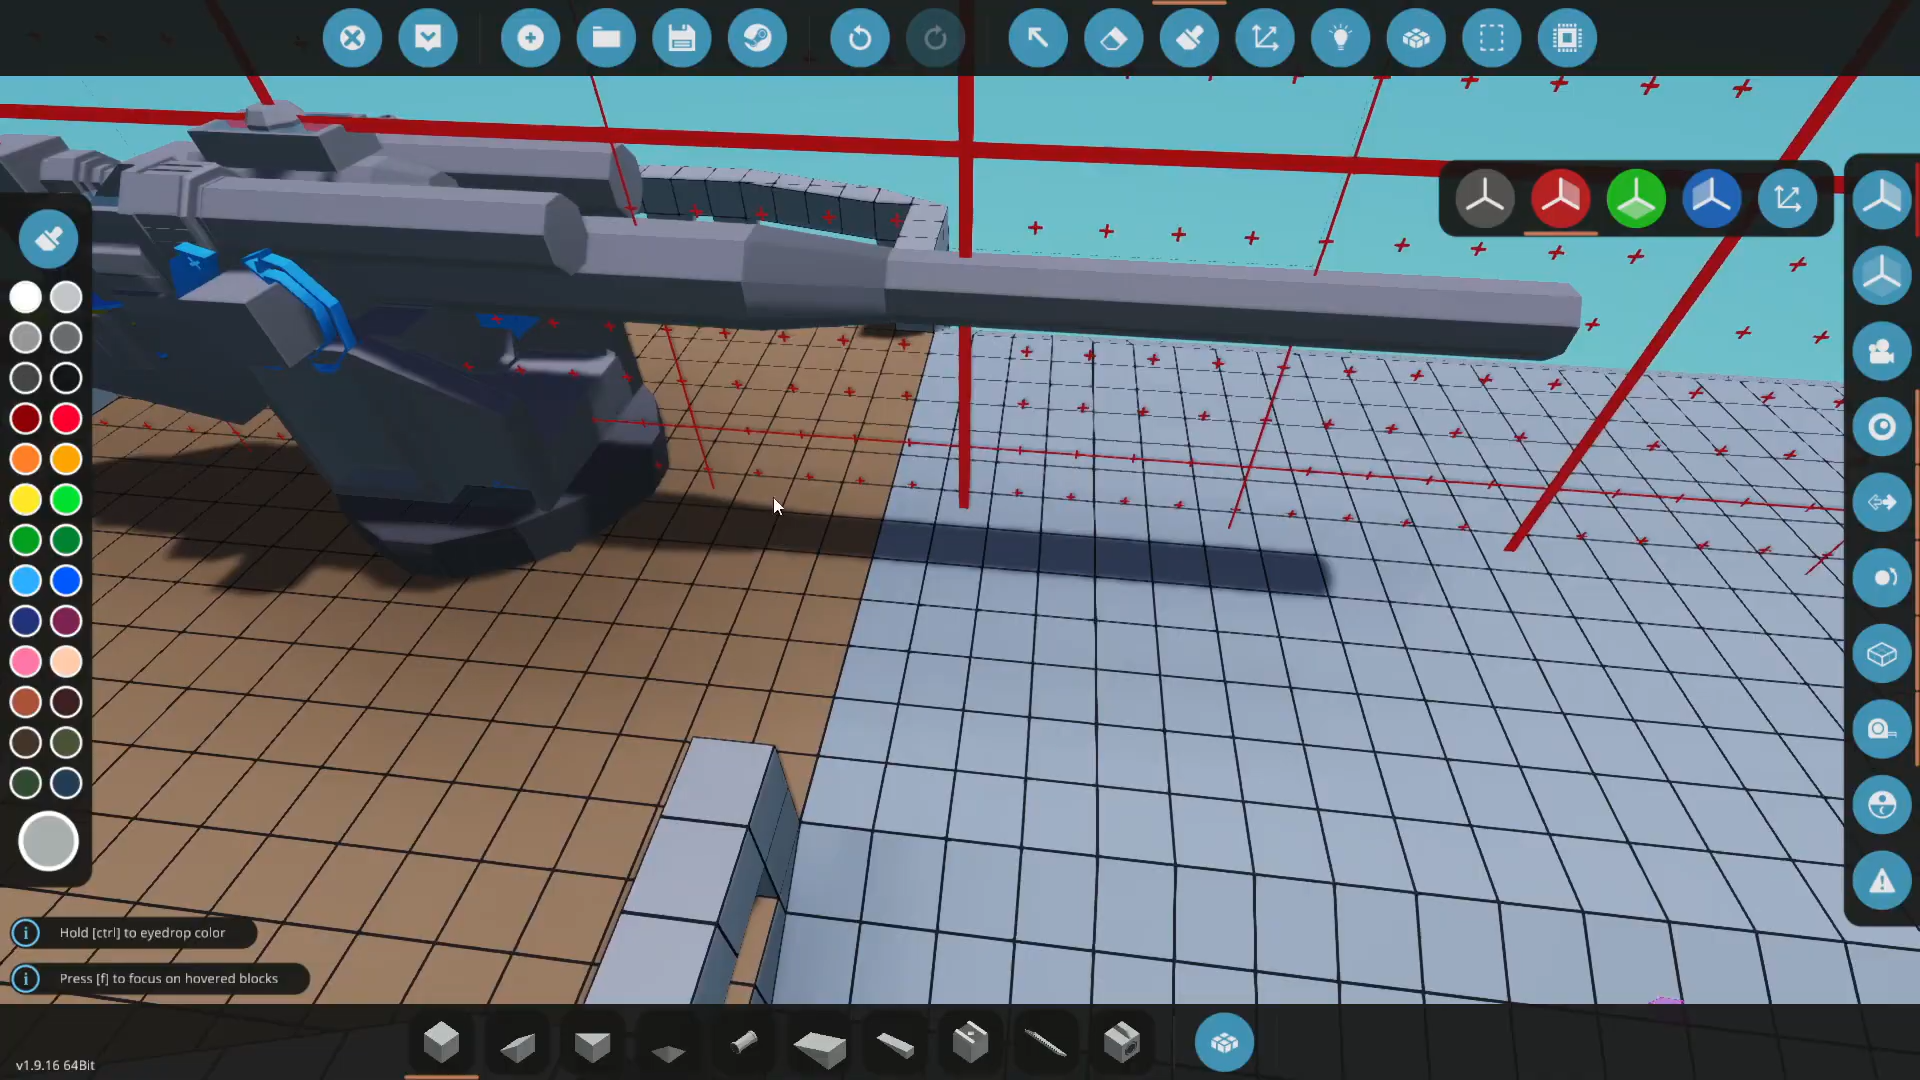 Hold [ctrl] to eyedrop color
Press [f] to focus on hovered blocks
v1.9.16 64Bit